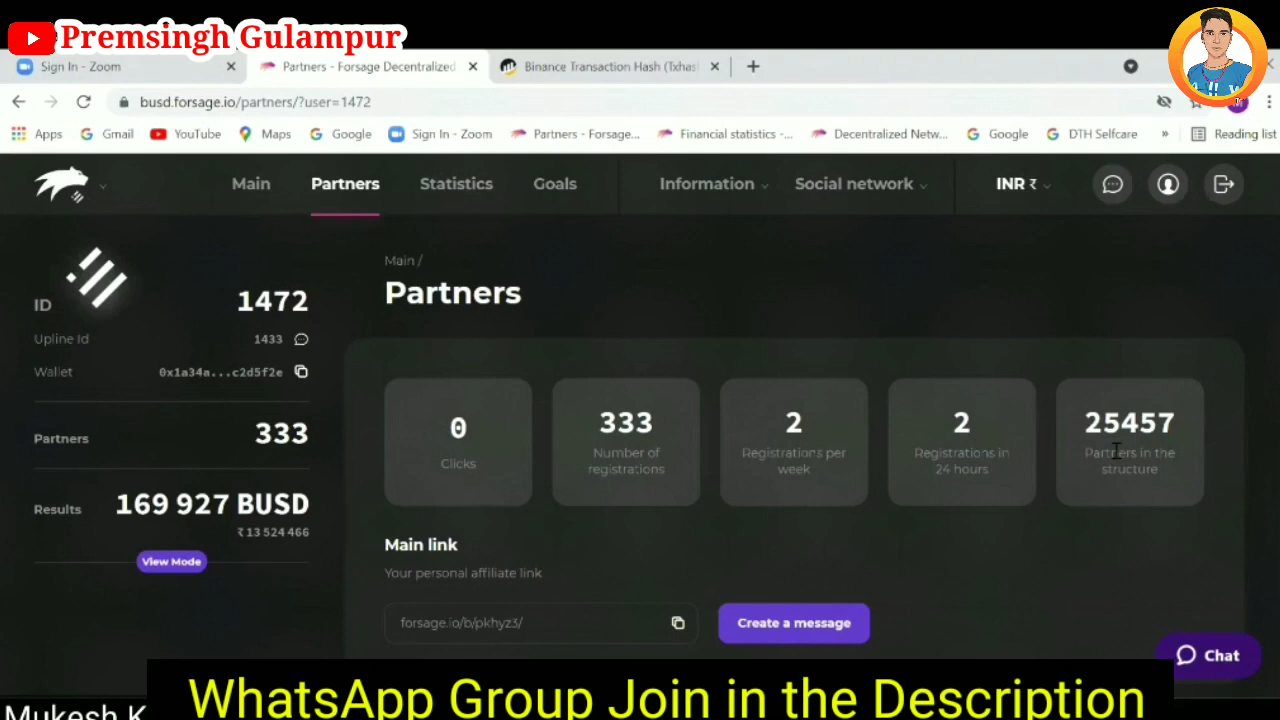 Premsingh Gulampur
Sign In - Zoom
Partners - Forsage Decentralized
Binance Transaction Hash (Txhas
busd.forsage.io/partners/?user=1472
Apps
Gmail
YouTube
Maps
Google
Sign In - Zoom
Partners - Forsage...
Financial statistics -...
Decentralized Netw...
Google
DTH Selfcare
»
Reading list
Main
Partners
Statistics
Goals
Information
Social network
INR ₹
ID
1472
Upline Id
1433
Wallet
0x1a34a...c2d5f2e
Partners
333
Results
169 927 BUSD
₹ 13 524 466
View Mode
Main /
Partners
0
Clicks
333
Number of
registrations
2
Registrations per
week
2
Registrations in
24 hours
25457
Partners in the
structure
Main link
Your personal affiliate link
forsage.io/b/pkhyz3/
Create a message
Chat
Mukesh K
WhatsApp Group Join in the Description